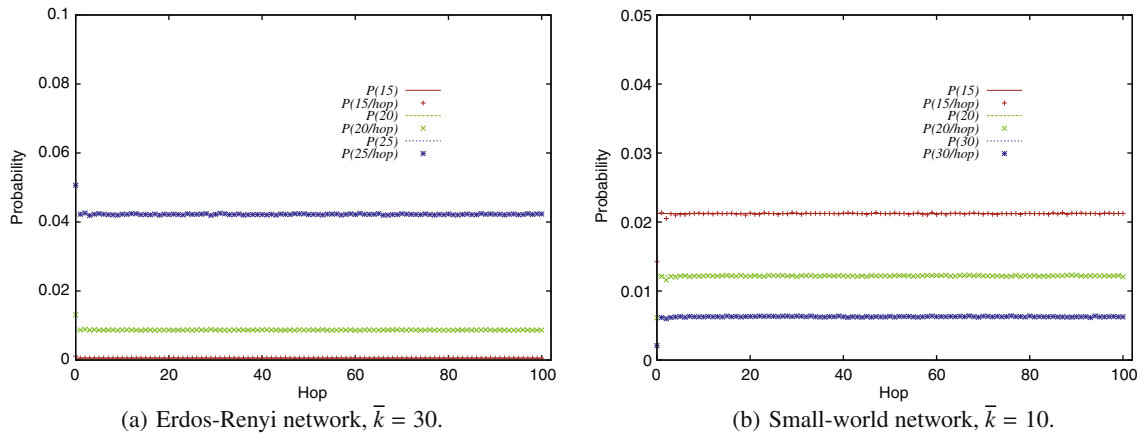 0.1
0.08
0.06
0.04
0.02
0
Probability
0 20 40 60 80 100
Hop
P(15)
P(15/hop)
P(20)
P(20/hop)
P(25)
P(25/hop)
(a) Erdos-Renyi network, k̅ = 30.
0.05
0.04
0.03
0.02
0.01
0
Probability
0 20 40 60 80 100
Hop
P(15)
P(15/hop)
P(20)
P(20/hop)
P(30)
P(30/hop)
(b) Small-world network, k̅ = 10.